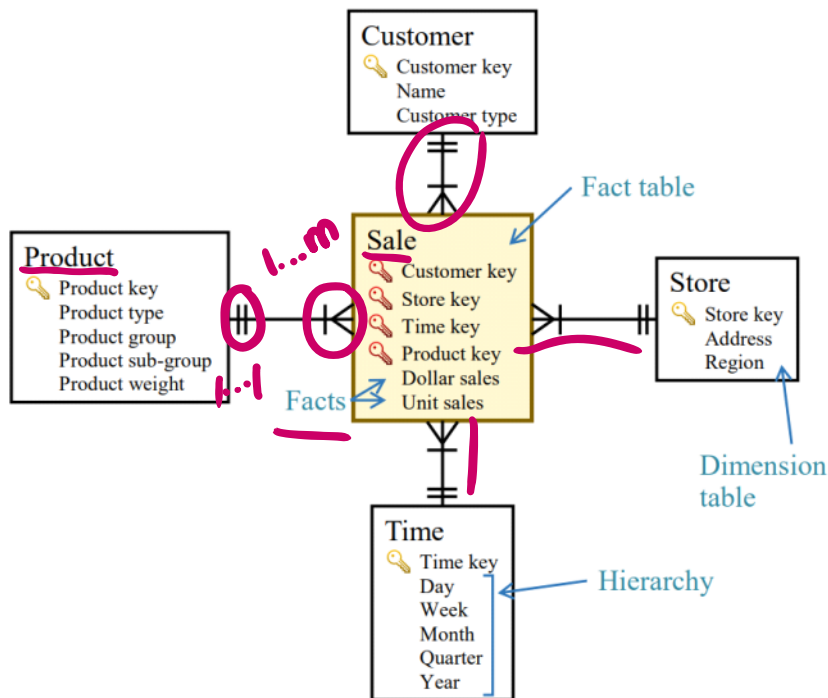 Customer
Customer key
Name
Customer type
Fact table
Product
Product key
Product type
Product group
Product sub-group
Product weight
1...m
1...1
Sale
Customer key
Store key
Time key
Product key
Dollar sales
Unit sales
Facts
Store
Store key
Address
Region
Dimension
table
Time
Time key
Day
Week
Month
Quarter
Year
Hierarchy